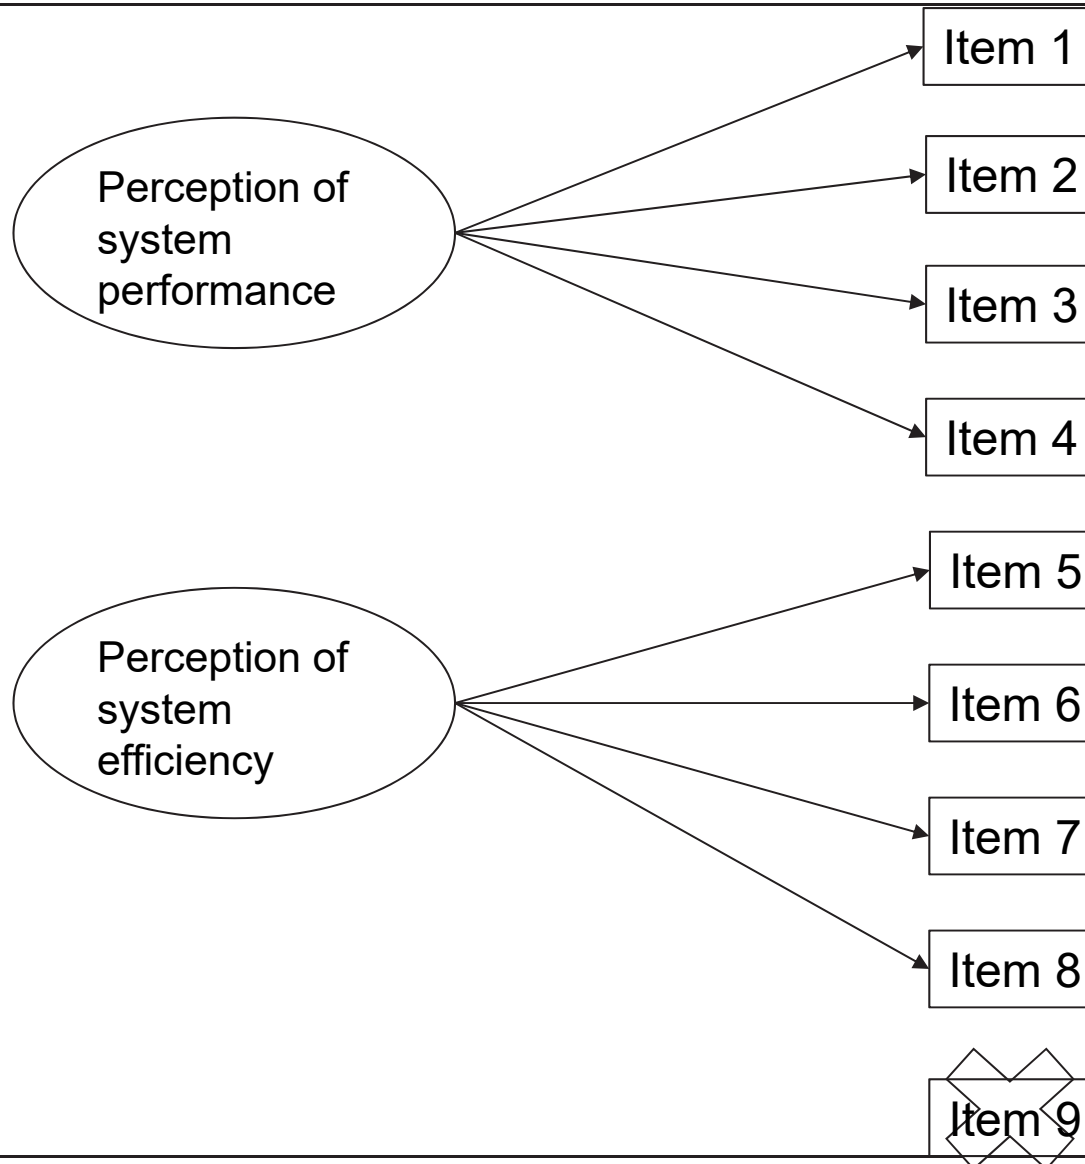 Item 1
Perception of
system
performance
Item 2
Item 3
Item 4
Item 5
Perception of
system
efficiency
Item 6
Item 7
Item 8
Item 9